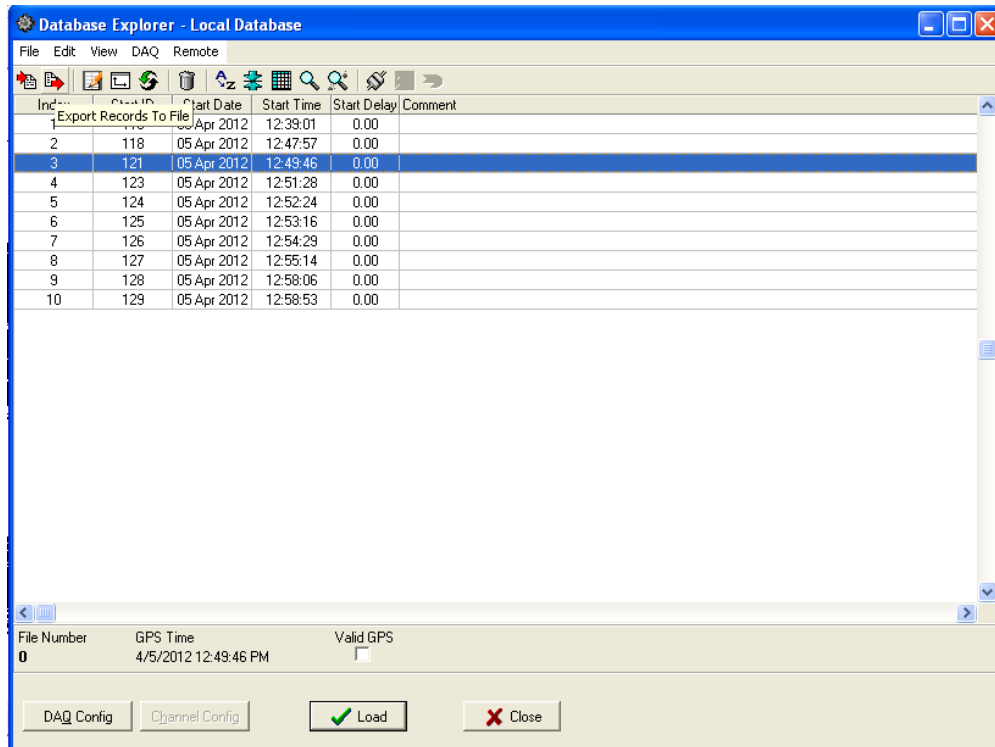 Database Explorer - Local Database
File Edit View DAQ Remote
Index Start ID Start Date Start Time Start Delay Comment
Export Records To File
1 05 Apr 2012 12:39:01 0.00
2 118 05 Apr 2012 12:47:57 0.00
3 121 05 Apr 2012 12:49:46 0.00
4 123 05 Apr 2012 12:51:28 0.00
5 124 05 Apr 2012 12:52:24 0.00
6 125 05 Apr 2012 12:53:16 0.00
7 126 05 Apr 2012 12:54:29 0.00
8 127 05 Apr 2012 12:55:14 0.00
9 128 05 Apr 2012 12:58:06 0.00
10 129 05 Apr 2012 12:58:53 0.00
File Number GPS Time Valid GPS
0 4/5/2012 12:49:46 PM
DAQ Config Channel Config Load Close